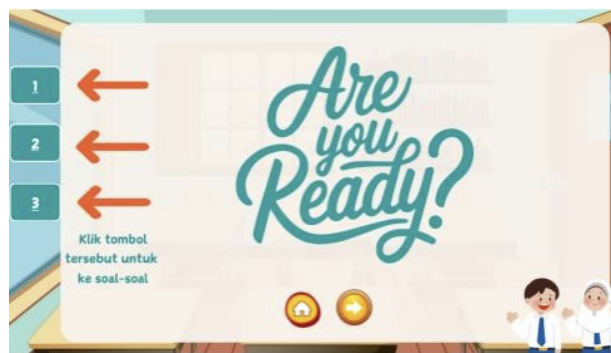 1
2
3
Klik tombol
tersebut untuk
ke soal-soal
Are
you
Ready?